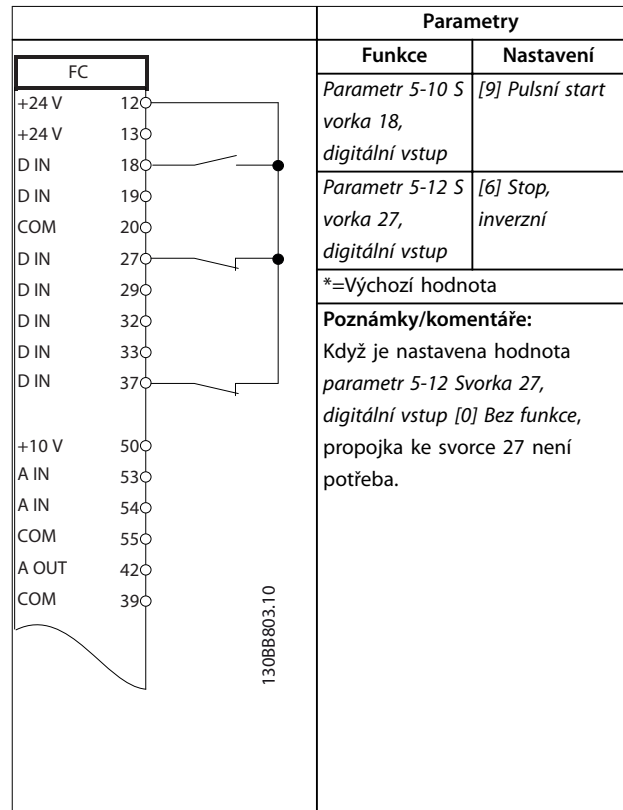 FC
+24 V 12
+24 V 13
D IN 18
D IN 19
COM 20
D IN 27
D IN 29
D IN 32
D IN 33
D IN 37
+10 V 50
A IN 53
A IN 54
COM 55
A OUT 42
COM 39
130BB803.10
Parametry
Funkce Nastavení
Parametr 5-10 S [9] Pulsní start
vorka 18,
digitální vstup
Parametr 5-12 S [6] Stop,
vorka 27, inverzní
digitální vstup
*=Výchozí hodnota
Poznámky/komentáře:
Když je nastavena hodnota
parametr 5-12 Svorka 27,
digitální vstup [0] Bez funkce,
propojka ke svorce 27 není
potřeba.